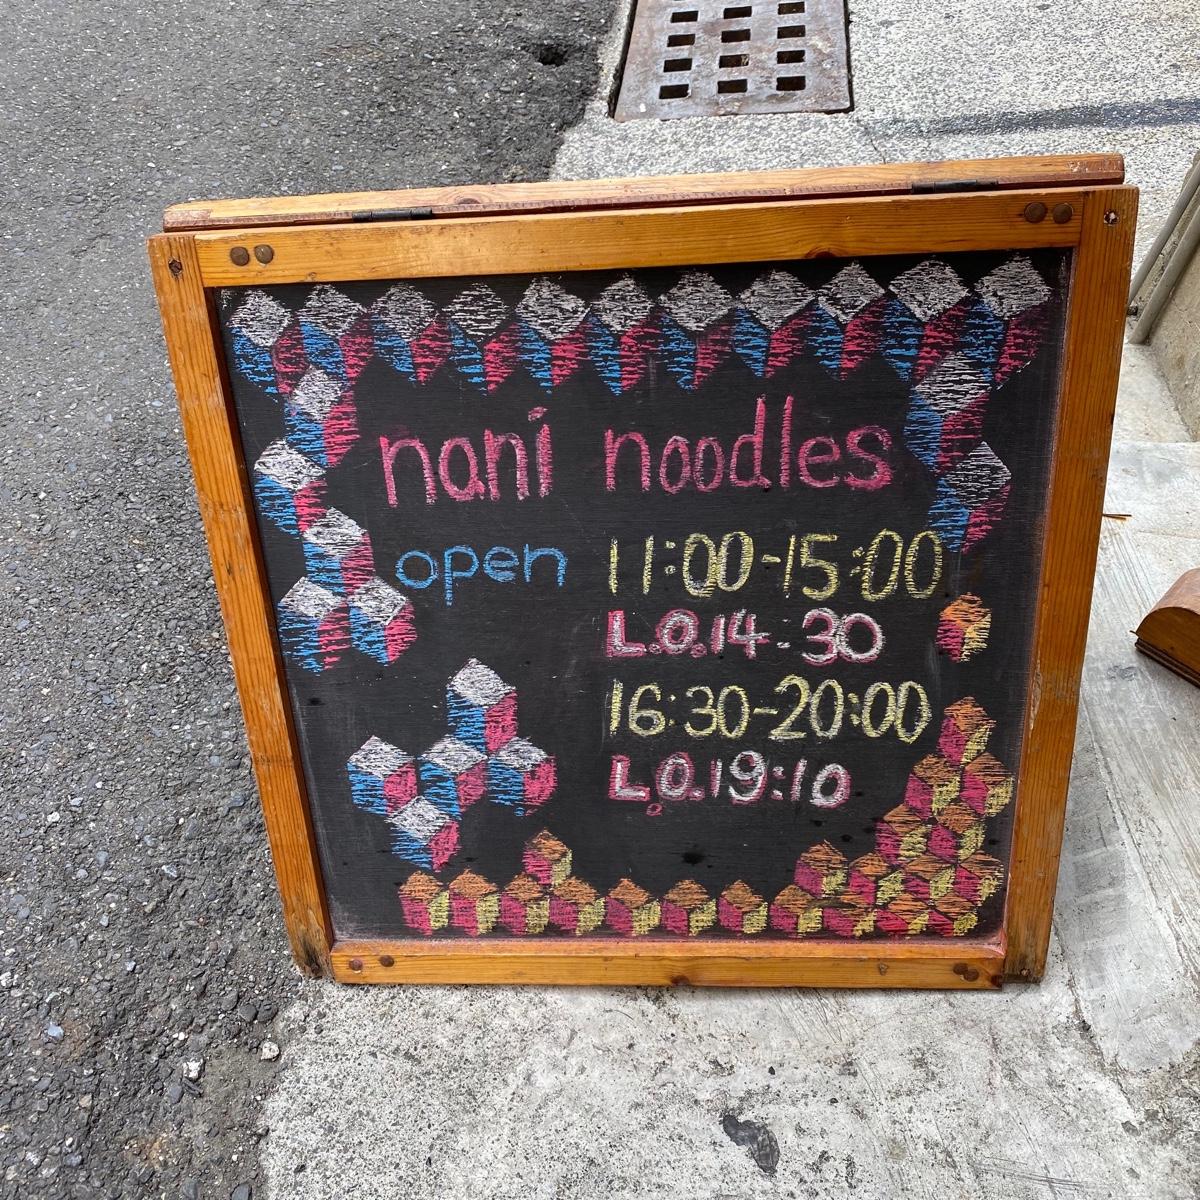 nani noodles
open 11:00-15:00
L.O.14:30
16:30-20:00
L.O.19:10